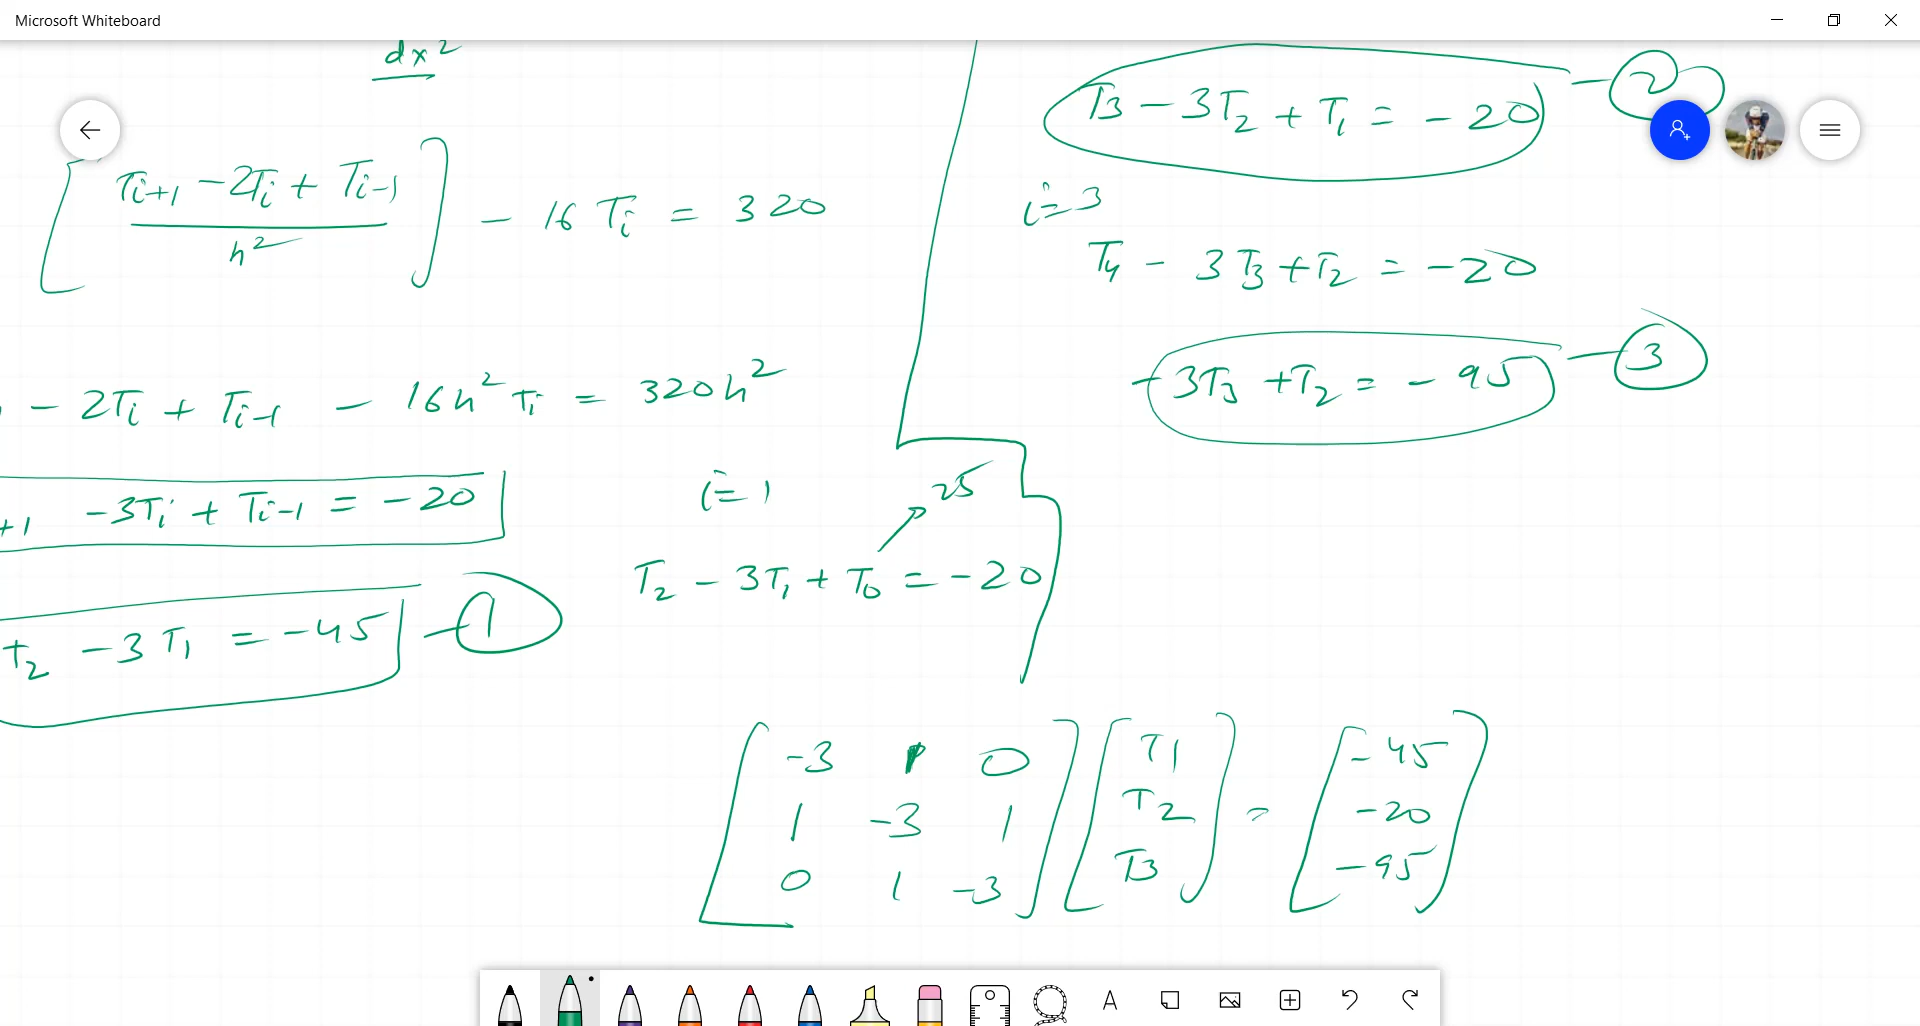 Microsoft Whiteboard
dx²
[ (Ti+1 - 2Ti + Ti-1) / h² ] - 16 Ti = 320
- 2Ti + Ti-1 - 16h² Ti = 320h²
+1 - 3Ti + Ti-1 = -20
T2 - 3T1 = -45 - 1
i=1
25
T2 - 3T1 + T0 = -20
T3 - 3T2 + T1 = -20 - 2
i=3
T4 - 3T3 + T2 = -20
-3T3 + T2 = -95 - 3
[ -3 1 0 ] [ T1 ] = [ -45 ]
[ 1 -3 1 ] [ T2 ] = [ -20 ]
[ 0 1 -3 ] [ T3 ] = [ -95 ]
A